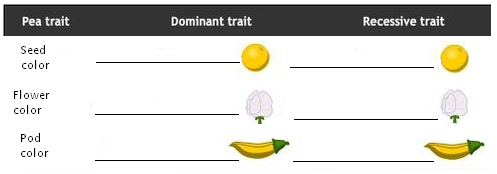 Pea trait Dominant trait Recessive trait
Seed
color
Flower
color
Pod
color